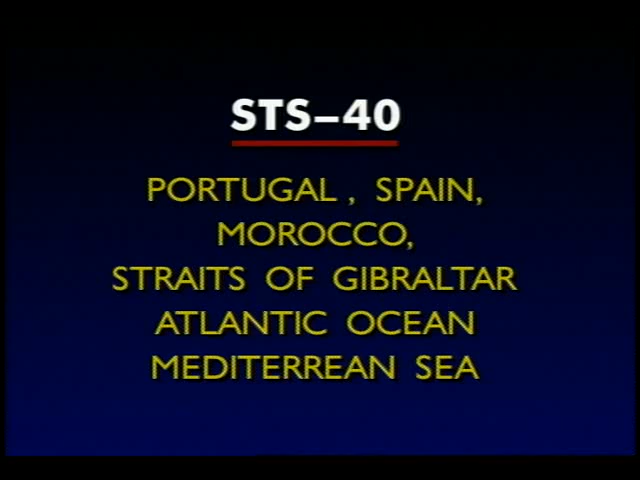 STS-40
PORTUGAL , SPAIN,
MOROCCO,
STRAITS OF GIBRALTAR
ATLANTIC OCEAN
MEDITERREAN SEA